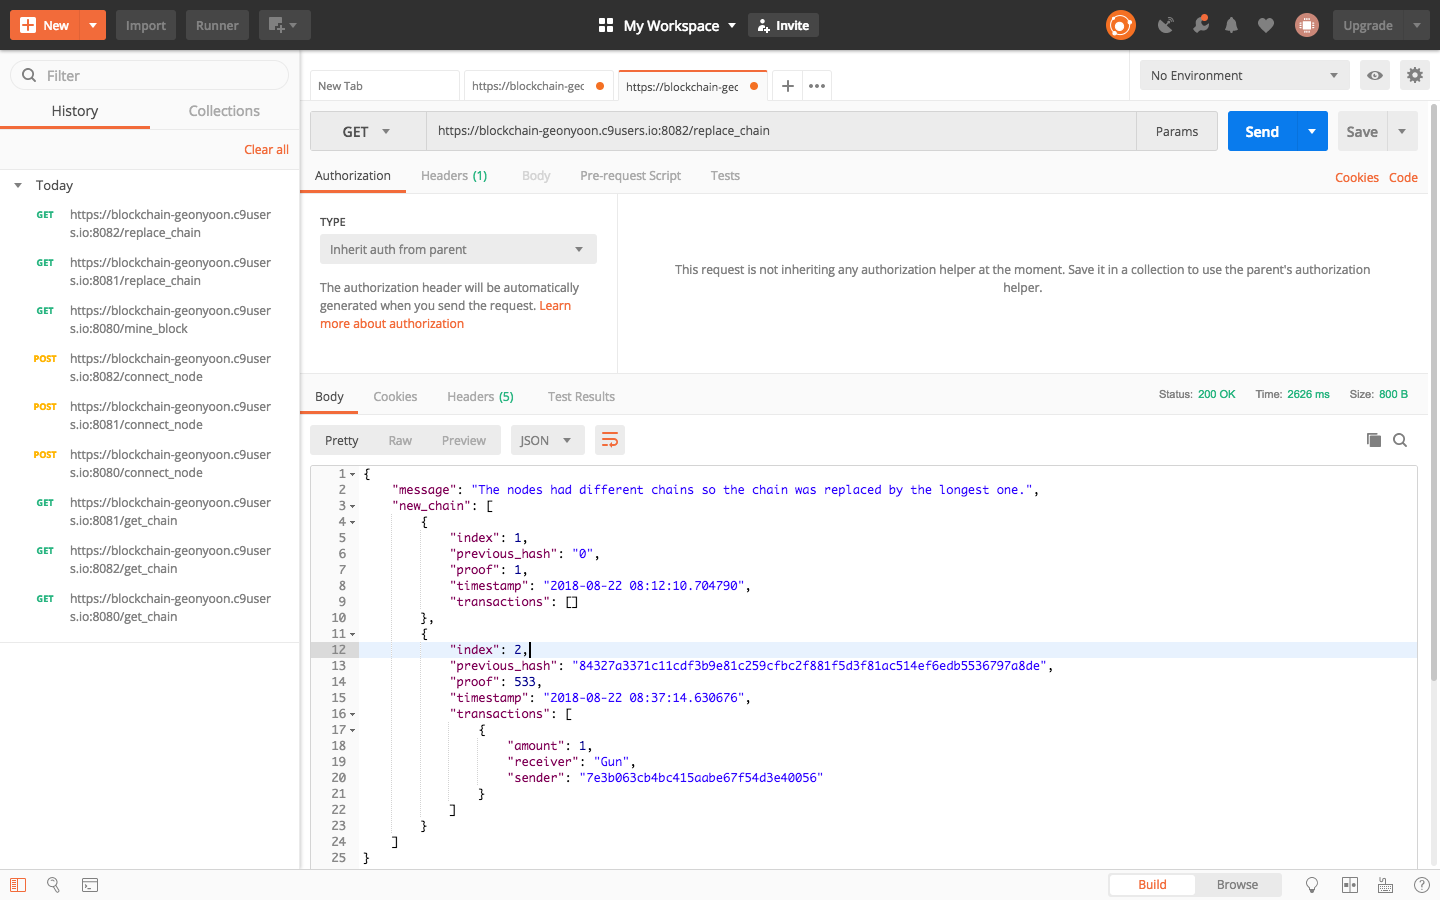 New
Import
Runner
My Workspace
Invite
Upgrade
Filter
History
Collections
Clear all
Today
GET https://blockchain-geonyoon.c9user
s.io:8082/replace_chain
GET https://blockchain-geonyoon.c9user
s.io:8081/replace_chain
GET https://blockchain-geonyoon.c9user
s.io:8080/mine_block
POST https://blockchain-geonyoon.c9user
s.io:8082/connect_node
POST https://blockchain-geonyoon.c9user
s.io:8081/connect_node
POST https://blockchain-geonyoon.c9user
s.io:8080/connect_node
GET https://blockchain-geonyoon.c9user
s.io:8081/get_chain
GET https://blockchain-geonyoon.c9user
s.io:8082/get_chain
GET https://blockchain-geonyoon.c9user
s.io:8080/get_chain
New Tab
https://blockchain-geo
https://blockchain-geo
No Environment
GET
https://blockchain-geonyoon.c9users.io:8082/replace_chain
Params
Send
Save
Authorization
Headers (1)
Body
Pre-request Script
Tests
Cookies
Code
TYPE
Inherit auth from parent
The authorization header will be automatically
generated when you send the request. Learn
more about authorization
This request is not inheriting any authorization helper at the moment. Save it in a collection to use the parent's authorization
helper.
Body
Cookies
Headers (5)
Test Results
Status: 200 OK
Time: 2626 ms
Size: 800 B
Pretty
Raw
Preview
JSON
1 {
2 "message": "The nodes had different chains so the chain was replaced by the longest one.",
3 "new_chain": [
4 {
5 "index": 1,
6 "previous_hash": "0",
7 "proof": 1,
8 "timestamp": "2018-08-22 08:12:10.704790",
9 "transactions": []
10 },
11 {
12 "index": 2,
13 "previous_hash": "84327a3371c11cdf3b9e81c259cfbc2f881f5d3f81ac514ef6edb5536797a8de",
14 "proof": 533,
15 "timestamp": "2018-08-22 08:37:14.630676",
16 "transactions": [
17 {
18 "amount": 1,
19 "receiver": "Gun",
20 "sender": "7e3b063cb4bc415aabe67f54d3e40056"
21 }
22 ]
23 }
24 ]
25 }
Build
Browse